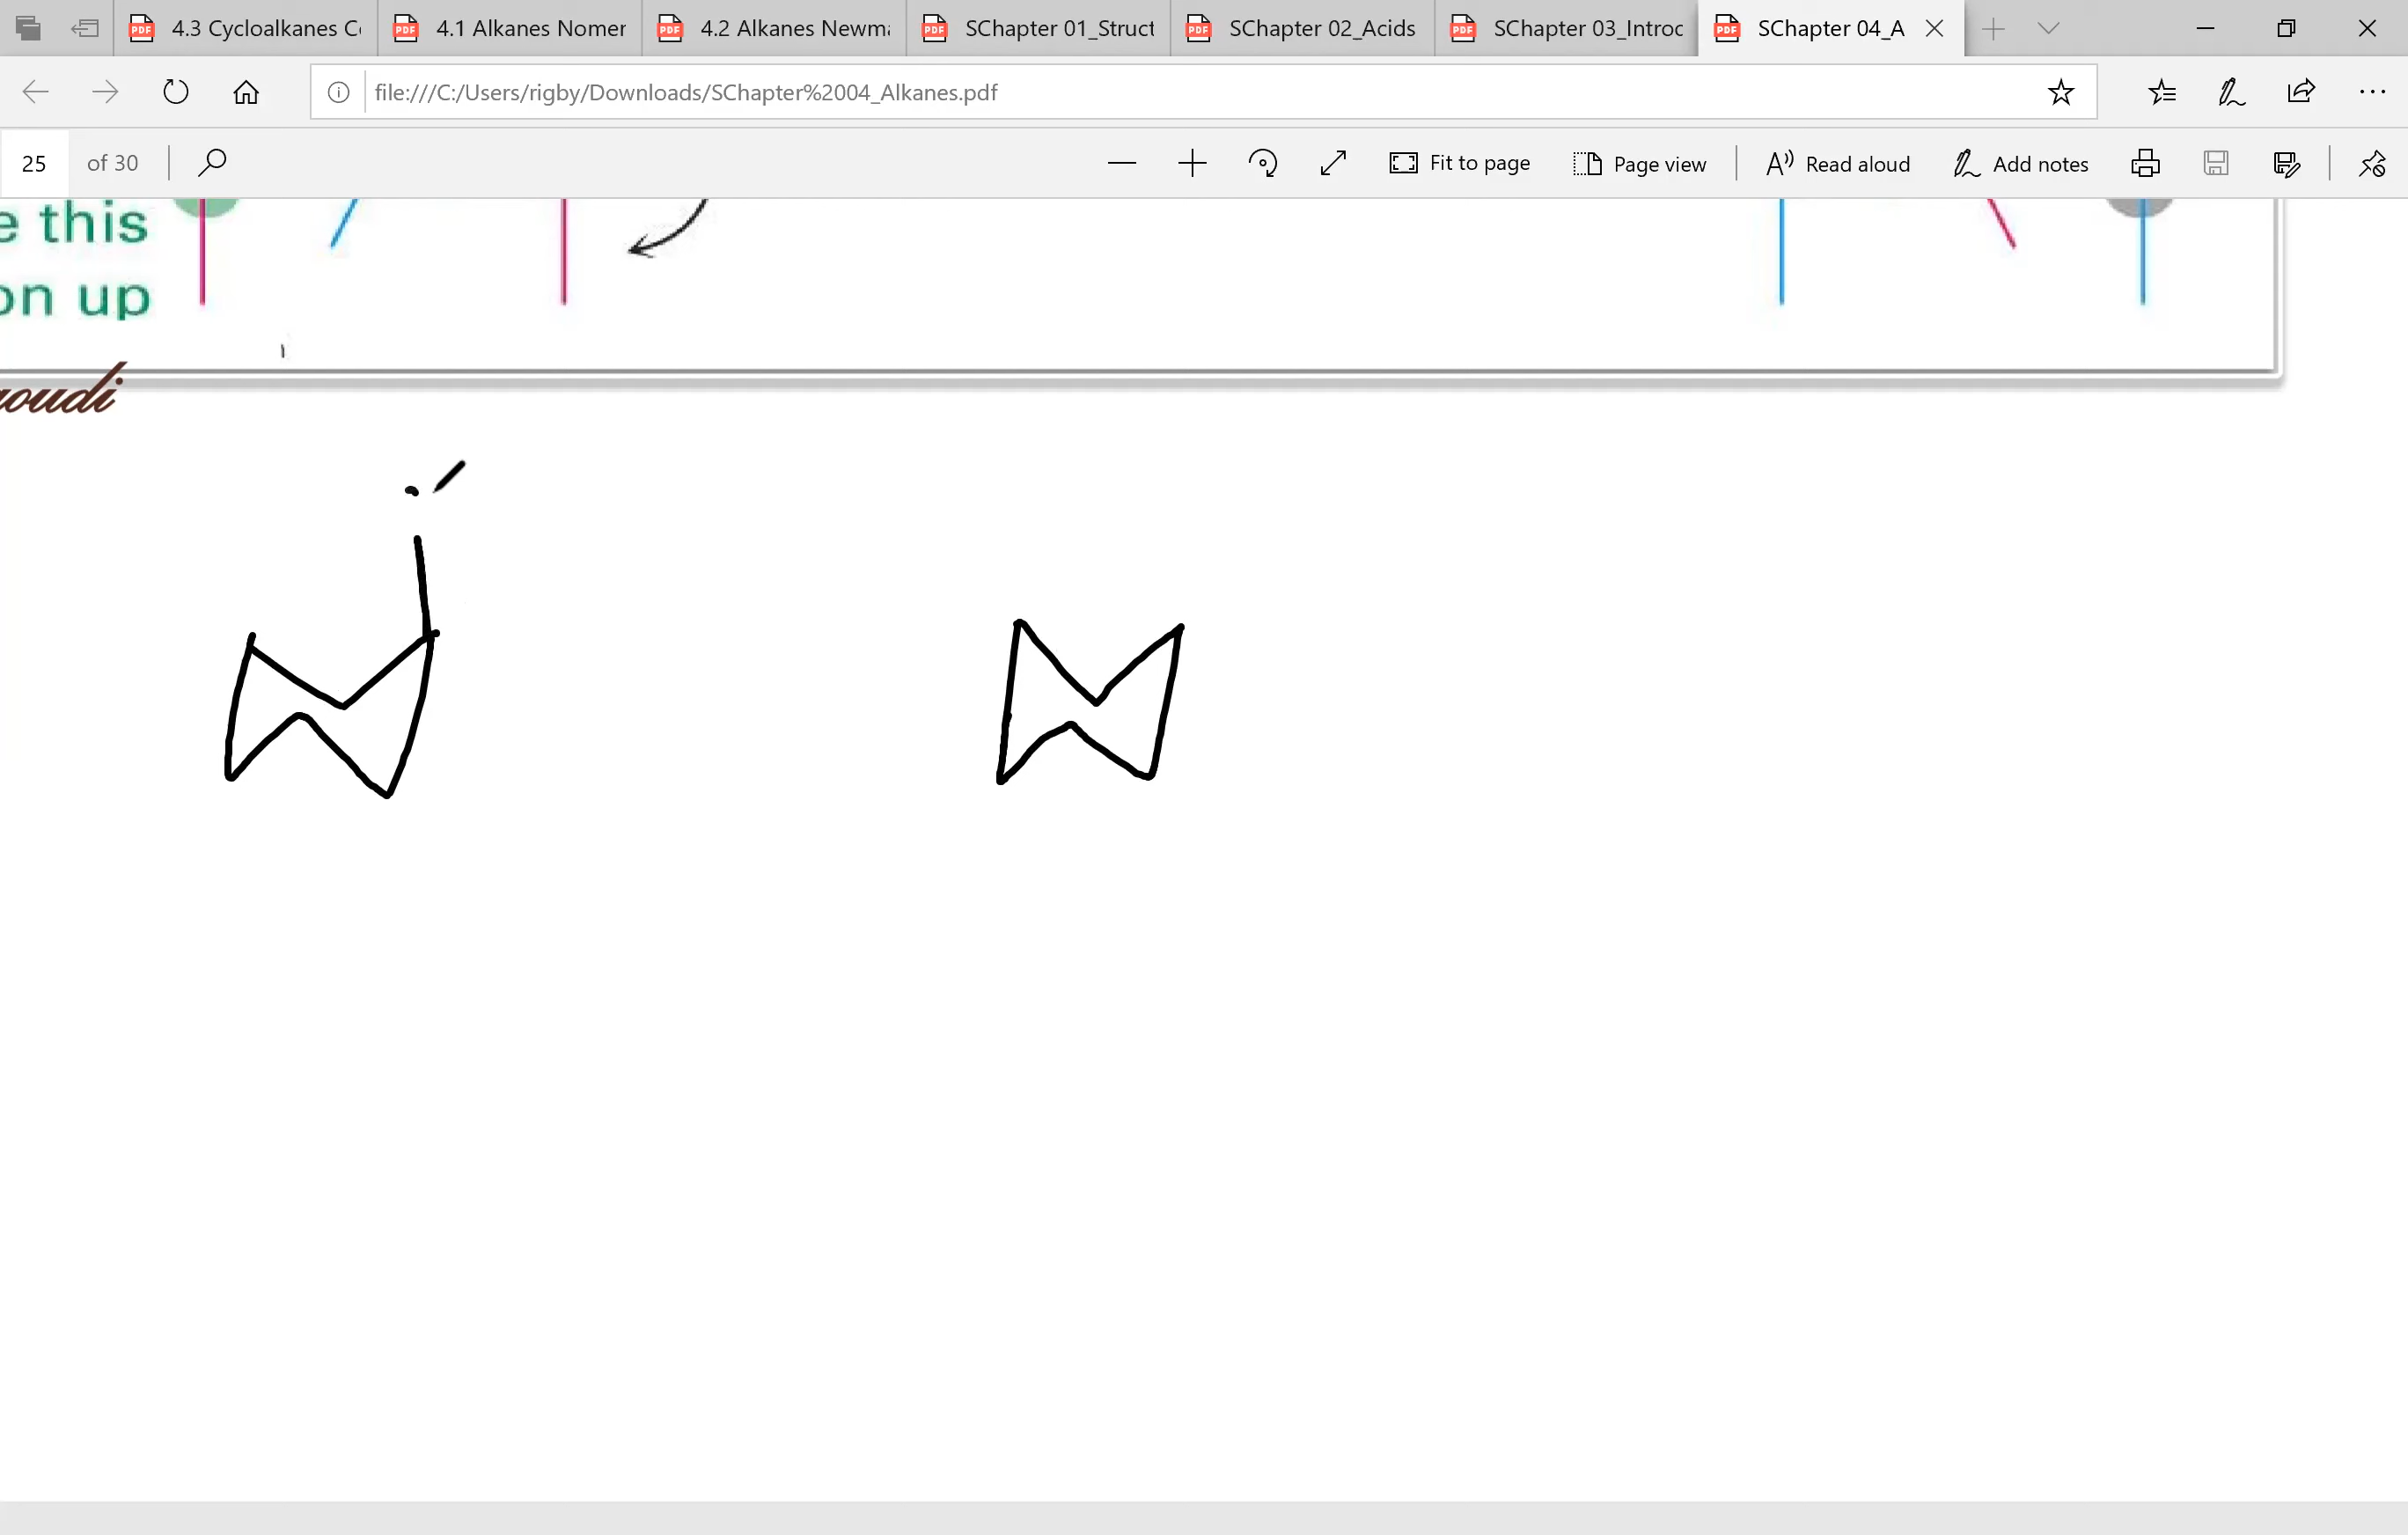 4.3 Cycloalkanes C
4.1 Alkanes Nomer
4.2 Alkanes Newm
SChapter 01_Struct
SChapter 02_Acids
SChapter 03_Introc
SChapter 04_A
file:///C:/Users/rigby/Downloads/SChapter%2004_Alkanes.pdf
25 of 30
Fit to page
Page view
Read aloud
Add notes
e this
on up
oudi